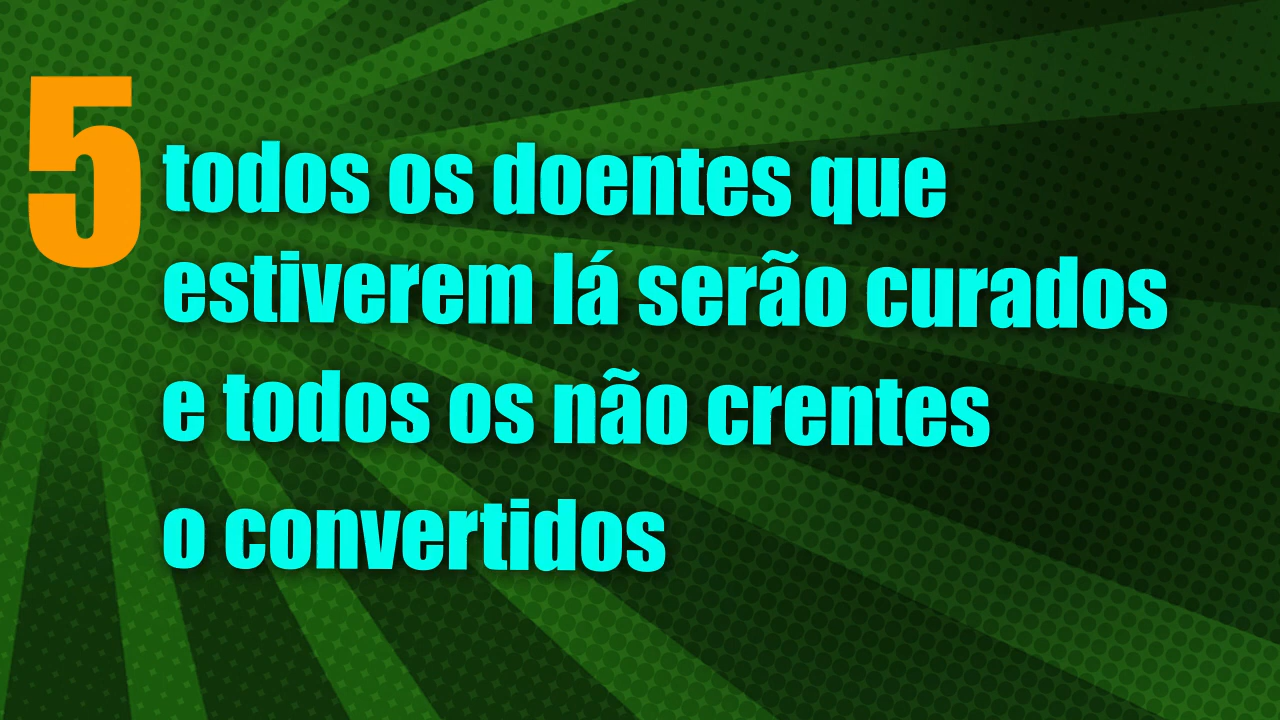 5
todos os doentes que
estiverem lá serão curados
e todos os não crentes
o convertidos